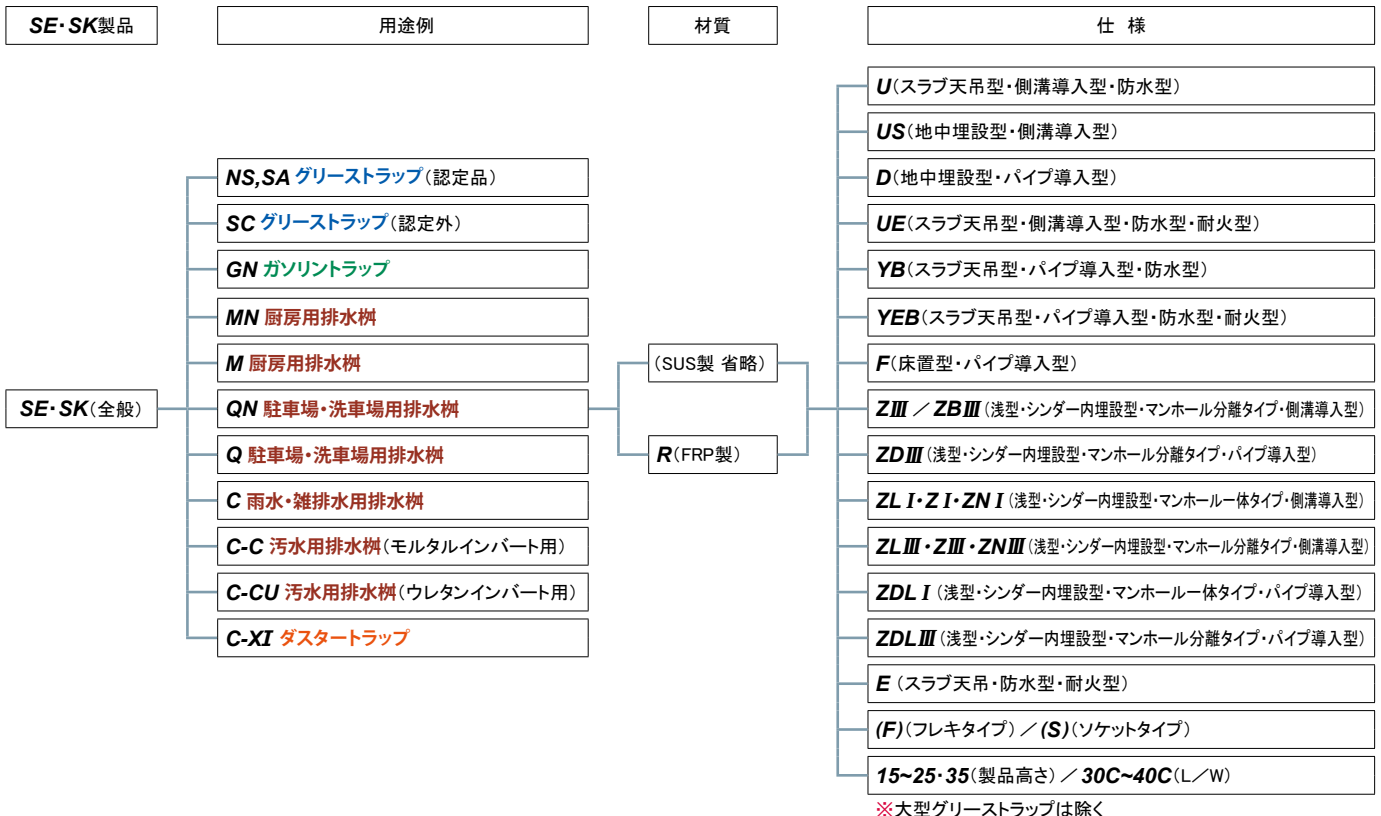 SE・SK製品
用途例
材質
仕 様
SE・SK(全般)
NS,SA グリーストラップ(認定品)
SC グリーストラップ(認定外)
GN ガソリントラップ
MN 厨房用排水桝
M 厨房用排水桝
QN 駐車場・洗車場用排水桝
Q 駐車場・洗車場用排水桝
C 雨水・雑排水用排水桝
C-C 汚水用排水桝(モルタルインバート用)
C-CU 汚水用排水桝(ウレタンインバート用)
C-XI ダスタートラップ
(SUS製 省略)
R(FRP製)
U(スラブ天吊型・側溝導入型・防水型)
US(地中埋設型・側溝導入型)
D(地中埋設型・パイプ導入型)
UE(スラブ天吊型・側溝導入型・防水型・耐火型)
YB(スラブ天吊型・パイプ導入型・防水型)
YEB(スラブ天吊型・パイプ導入型・防水型・耐火型)
F(床置型・パイプ導入型)
ZⅢ/ZBⅢ(浅型・シンダー内埋設型・マンホール分離タイプ・側溝導入型)
ZDⅢ(浅型・シンダー内埋設型・マンホール分離タイプ・パイプ導入型)
ZLⅠ・ZⅠ・ZNⅠ(浅型・シンダー内埋設型・マンホール一体タイプ・側溝導入型)
ZLⅢ・ZⅢ・ZNⅢ(浅型・シンダー内埋設型・マンホール分離タイプ・側溝導入型)
ZDLⅠ(浅型・シンダー内埋設型・マンホール一体タイプ・パイプ導入型)
ZDLⅢ(浅型・シンダー内埋設型・マンホール分離タイプ・パイプ導入型)
E(スラブ天吊・防水型・耐火型)
(F)(フレキタイプ)/(S)(ソケットタイプ)
15~25・35(製品高さ)/30C~40C(L/W)
※大型グリーストラップは除く